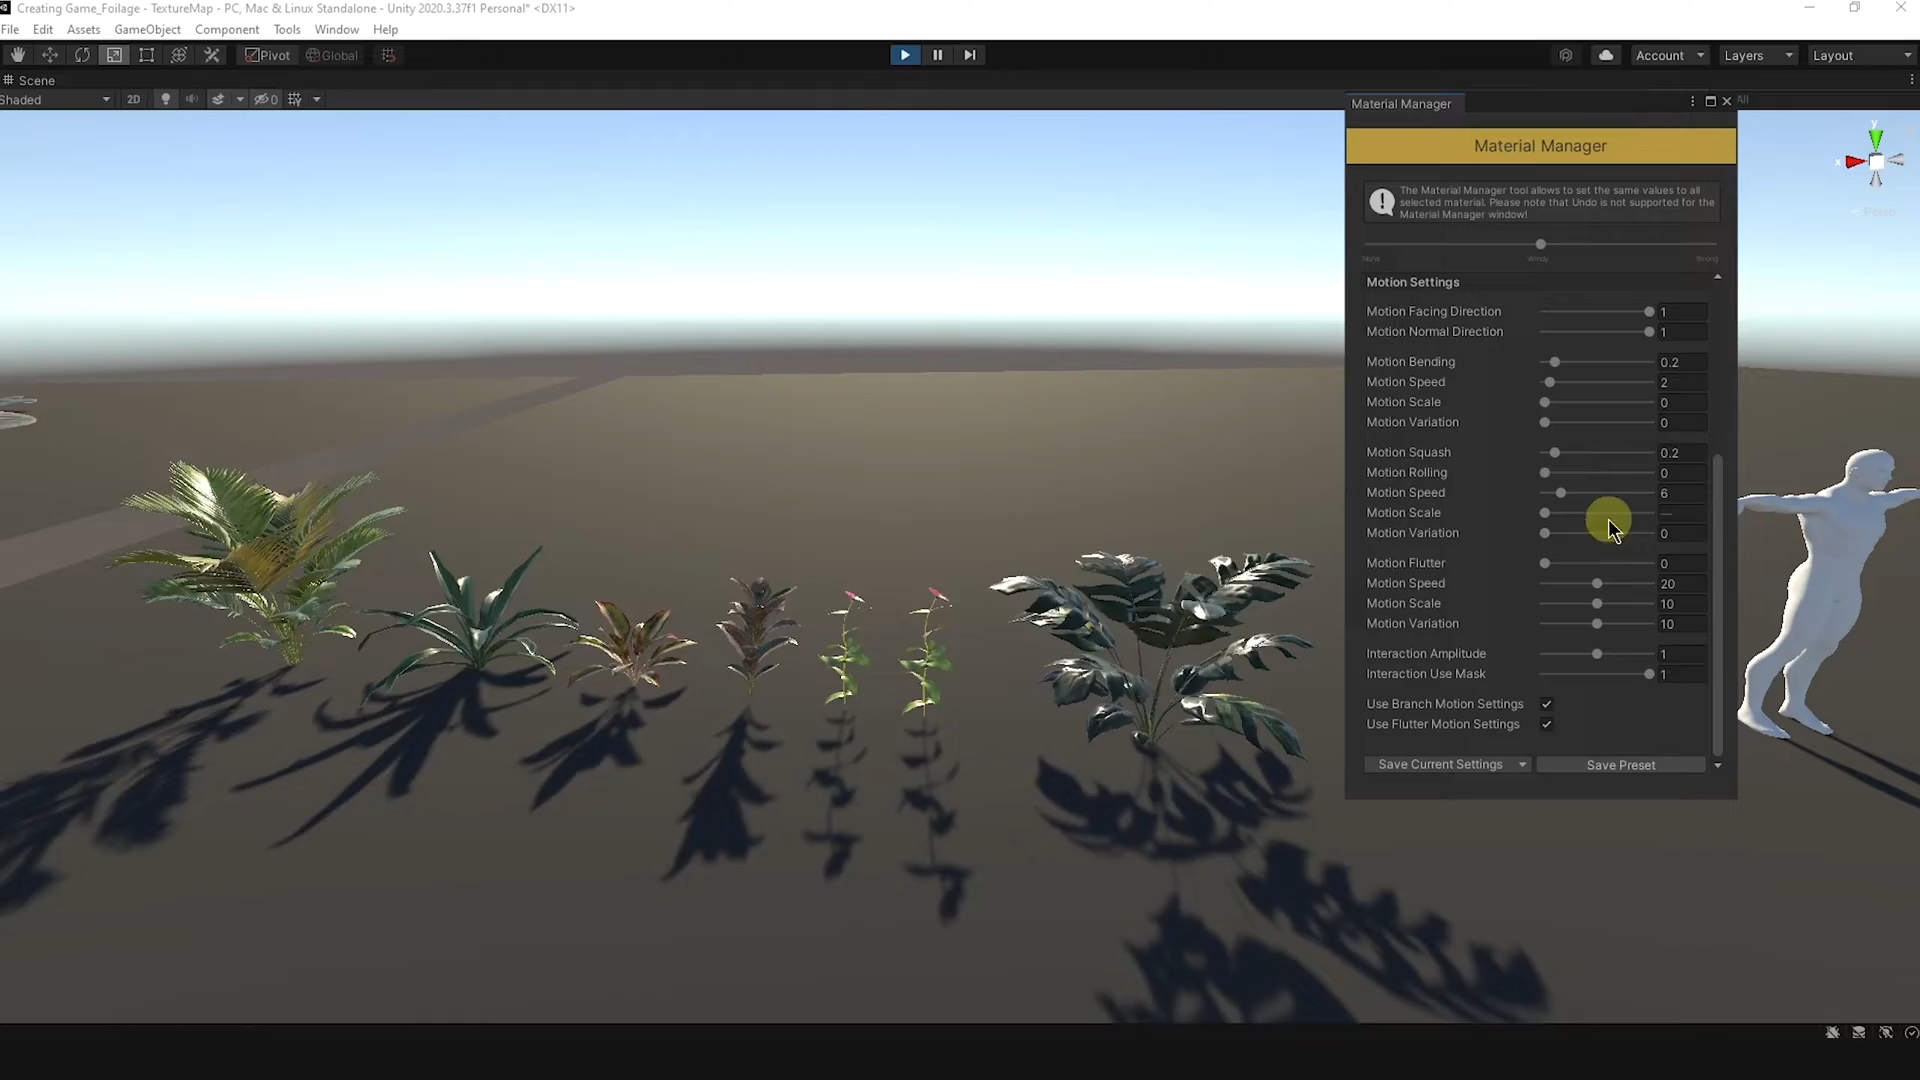 Creating Game_Foilage - TextureMap - PC, Mac & Linux Standalone - Unity 2020.3.37f1 Personal* <DX11>
File Edit Assets GameObject Component Tools Window Help
Pivot Global Account Layers Layout
Scene
Shaded 2D 0 All
Material Manager
Material Manager
The Material Manager tool allows to set the same values to all
selected material. Please note that Undo is not supported for the
Material Manager window!
None Windy Strong
Motion Settings
Motion Facing Direction 1
Motion Normal Direction 1
Motion Bending 0.2
Motion Speed 2
Motion Scale 0
Motion Variation 0
Motion Squash 0.2
Motion Rolling 0
Motion Speed 6
Motion Scale —
Motion Variation 0
Motion Flutter 0
Motion Speed 20
Motion Scale 10
Motion Variation 10
Interaction Amplitude 1
Interaction Use Mask 1
Use Branch Motion Settings
Use Flutter Motion Settings
Save Current Settings Save Preset
y
x
Persp